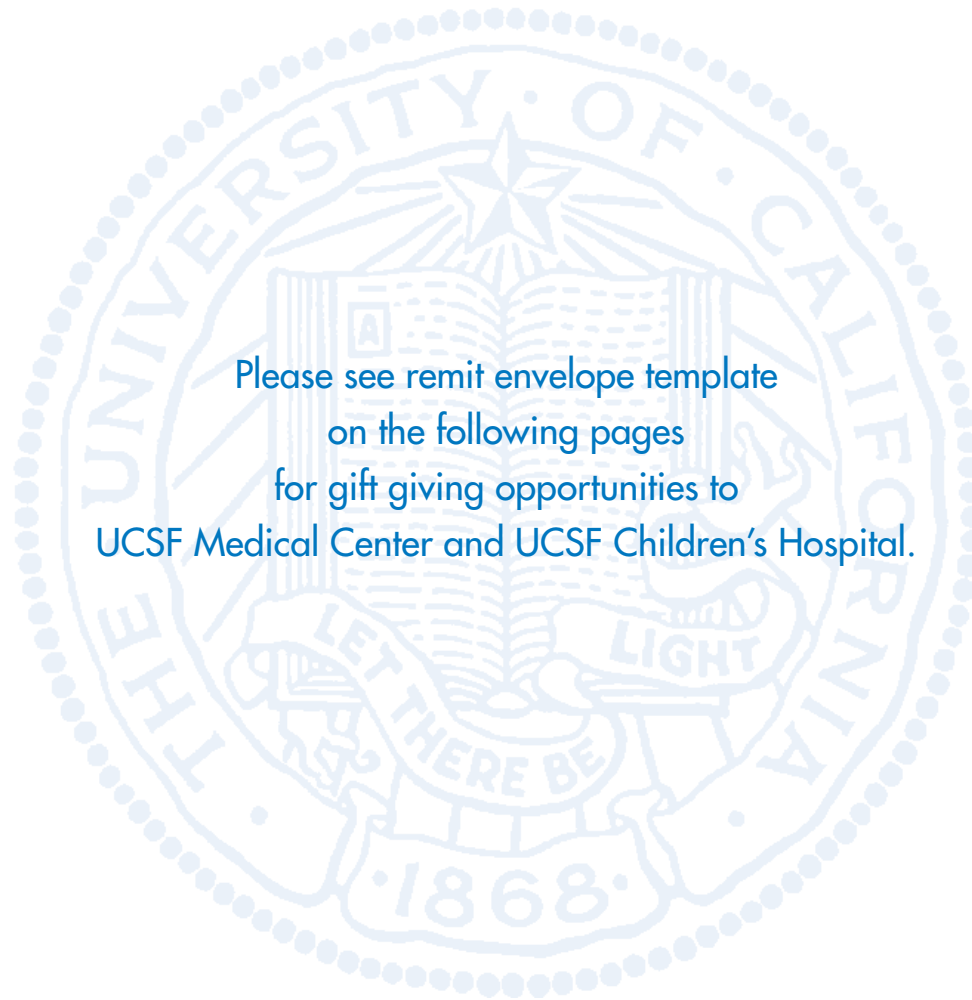 THE · UNIVERSITY · OF · CALIFORNIA ·
A
Please see remit envelope template
on the following pages
for gift giving opportunities to
UCSF Medical Center and UCSF Children’s Hospital.
LET THERE BE LIGHT
·1868·